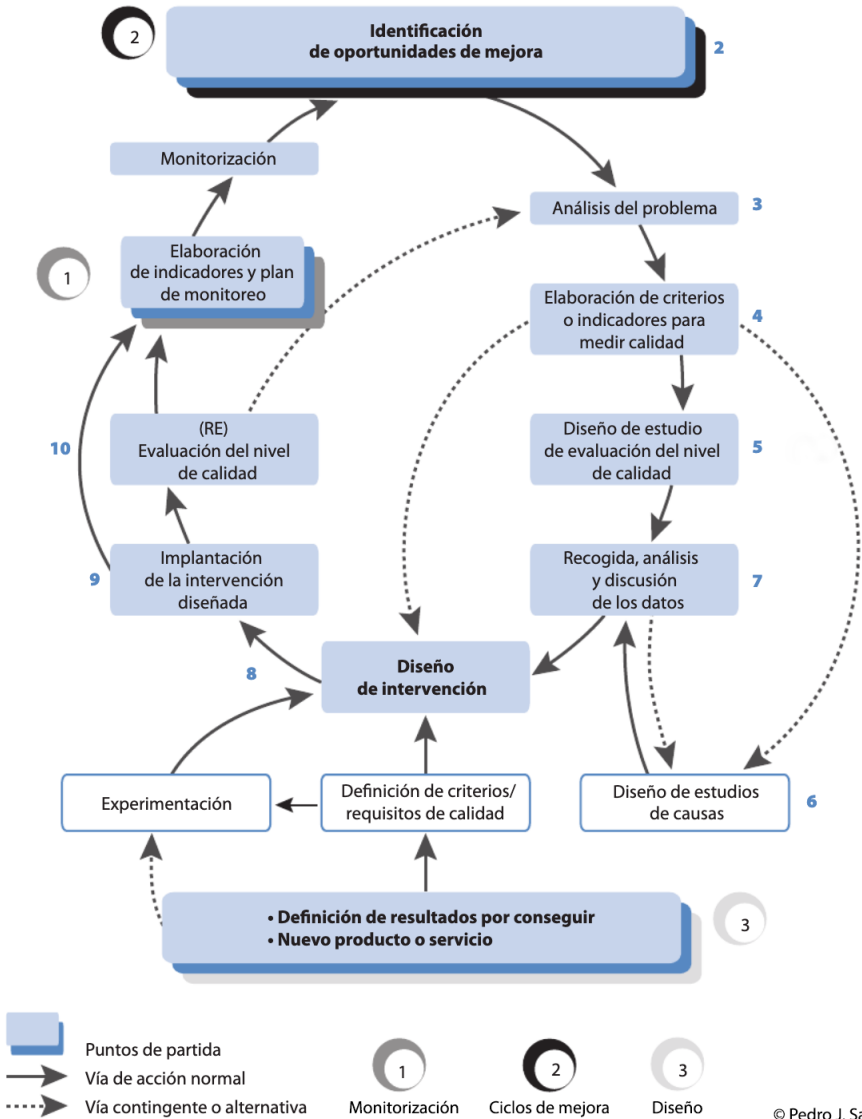 2
Identificación
de oportunidades de mejora
2
Monitorización
Análisis del problema
3
1
Elaboración
de indicadores y plan
de monitoreo
Elaboración de criterios
o indicadores para
medir calidad
4
10
(RE)
Evaluación del nivel
de calidad
Diseño de estudio
de evaluación del nivel
de calidad
5
9
Implantación
de la intervención
diseñada
Recogida, análisis
y discusión
de los datos
7
8
Diseño
de intervención
Experimentación
Definición de criterios/
requisitos de calidad
Diseño de estudios
de causas
6
• Definición de resultados por conseguir
• Nuevo producto o servicio
3
Puntos de partida
Vía de acción normal
Vía contingente o alternativa
1
Monitorización
2
Ciclos de mejora
3
Diseño
© Pedro J. Sa